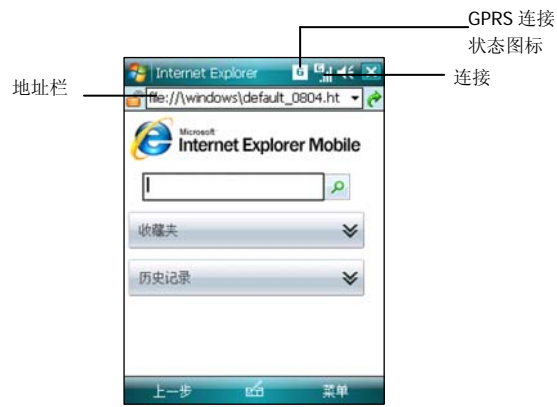 GPRS 连接
状态图标
连接
地址栏
Internet Explorer
file://\windows\default_0804.ht
Microsoft
Internet Explorer Mobile
收藏夹
历史记录
上一步 菜单